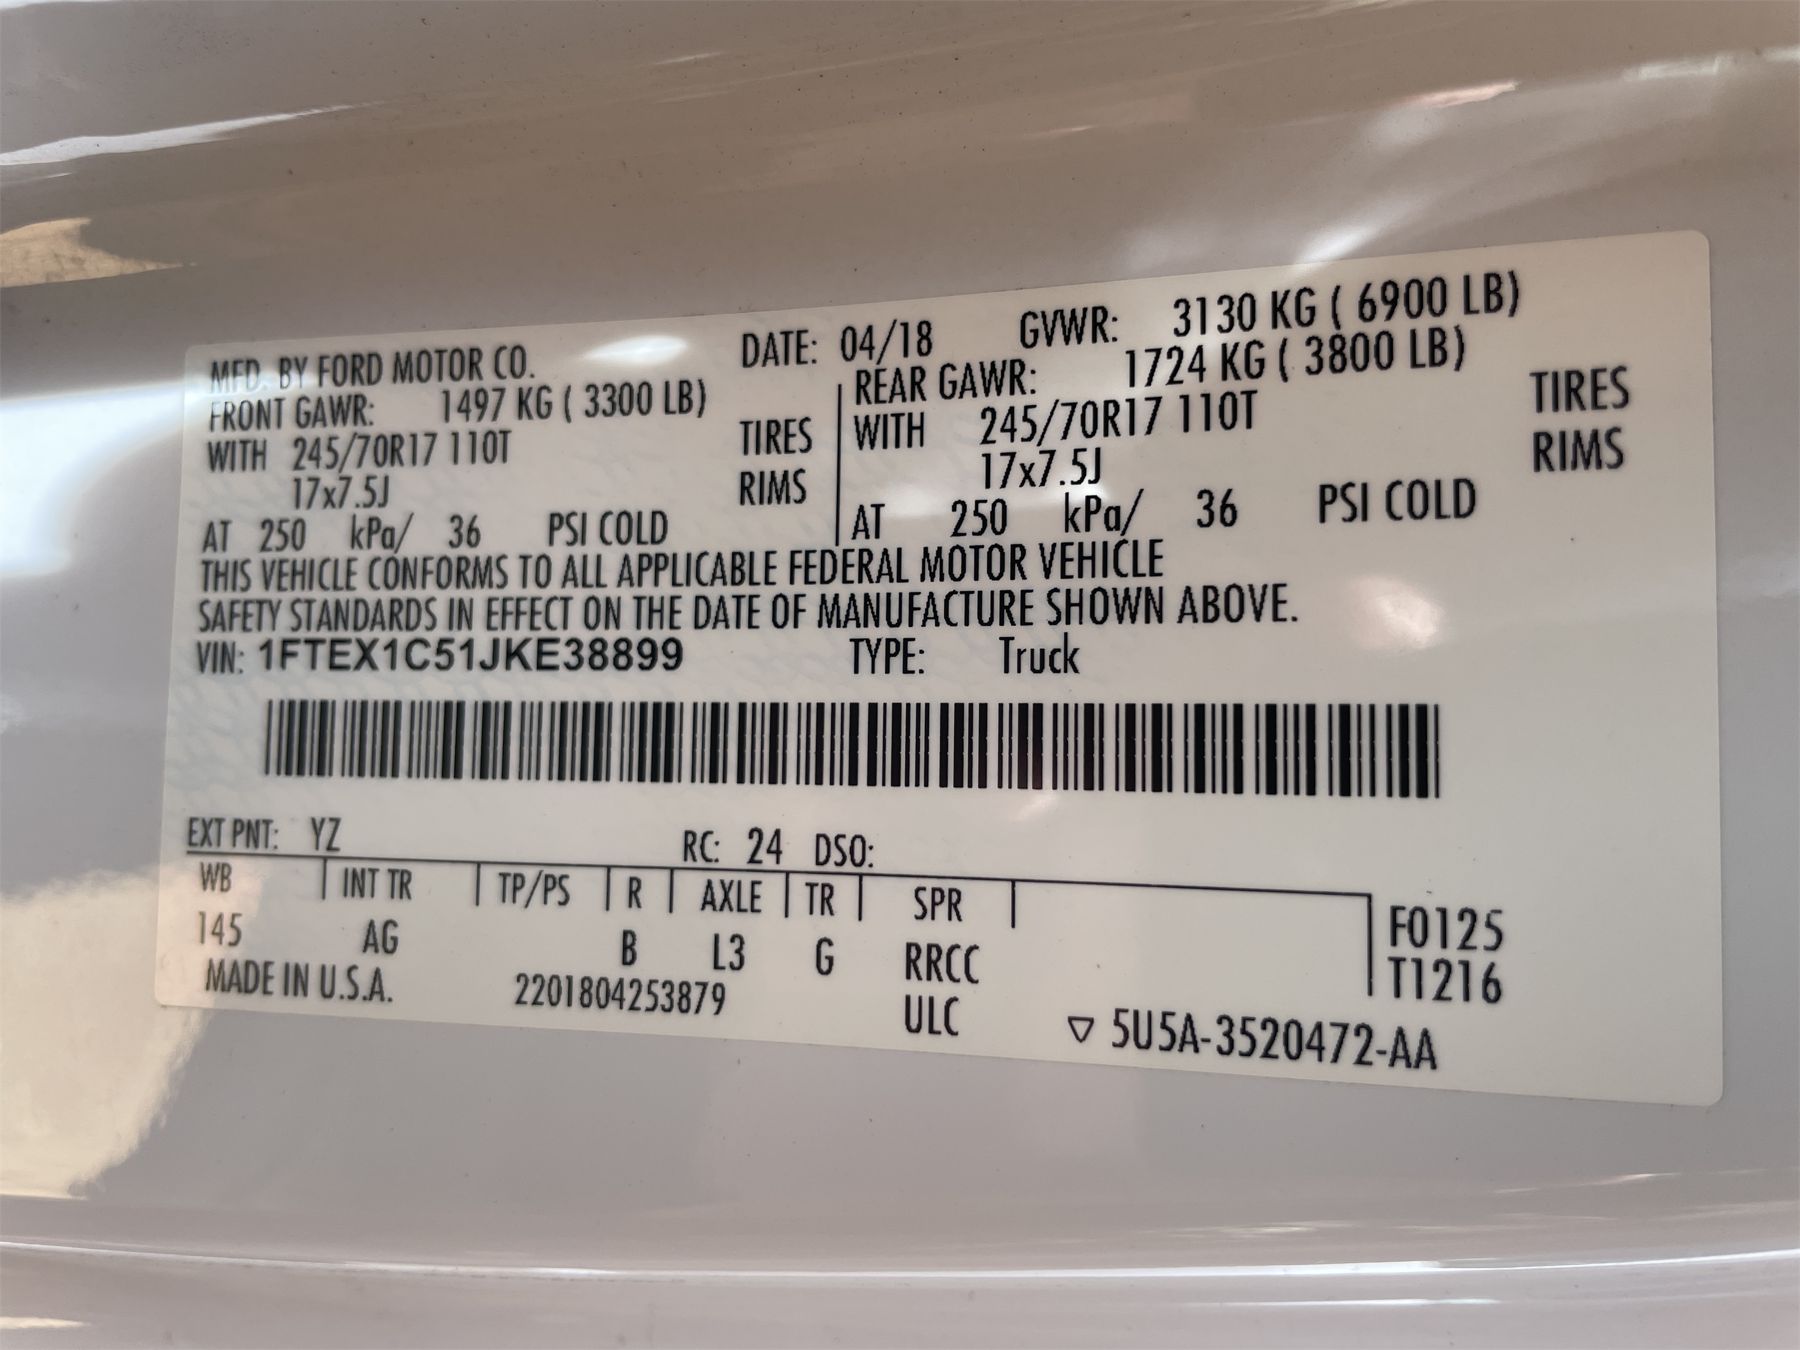 MFD. BY FORD MOTOR CO. DATE: 04/18 GVWR: 3130 KG ( 6900 LB)
FRONT GAWR: 1497 KG ( 3300 LB) REAR GAWR: 1724 KG ( 3800 LB)
WITH 245/70R17 110T TIRES WITH 245/70R17 110T TIRES
17x7.5J RIMS 17x7.5J RIMS
AT 250 kPa/ 36 PSI COLD AT 250 kPa/ 36 PSI COLD
THIS VEHICLE CONFORMS TO ALL APPLICABLE FEDERAL MOTOR VEHICLE
SAFETY STANDARDS IN EFFECT ON THE DATE OF MANUFACTURE SHOWN ABOVE.
VIN: 1FTEX1C51JKE38899 TYPE: Truck
EXT PNT: YZ RC: 24 DSO:
WB INT TR TP/PS R AXLE TR SPR F0125
145 AG B L3 G RRCC T1216
MADE IN U.S.A. 2201804253879 ULC ▽ 5U5A-3520472-AA